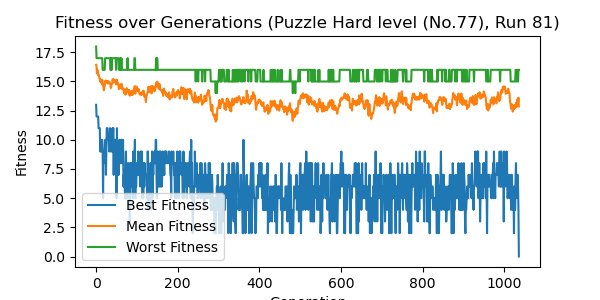 Fitness over Generations (Puzzle Hard level (No.77), Run 81)
Fitness
17.5
15.0
12.5
10.0
7.5
5.0
2.5
0.0
Best Fitness
Mean Fitness
Worst Fitness
0 200 400 600 800 1000
Generation